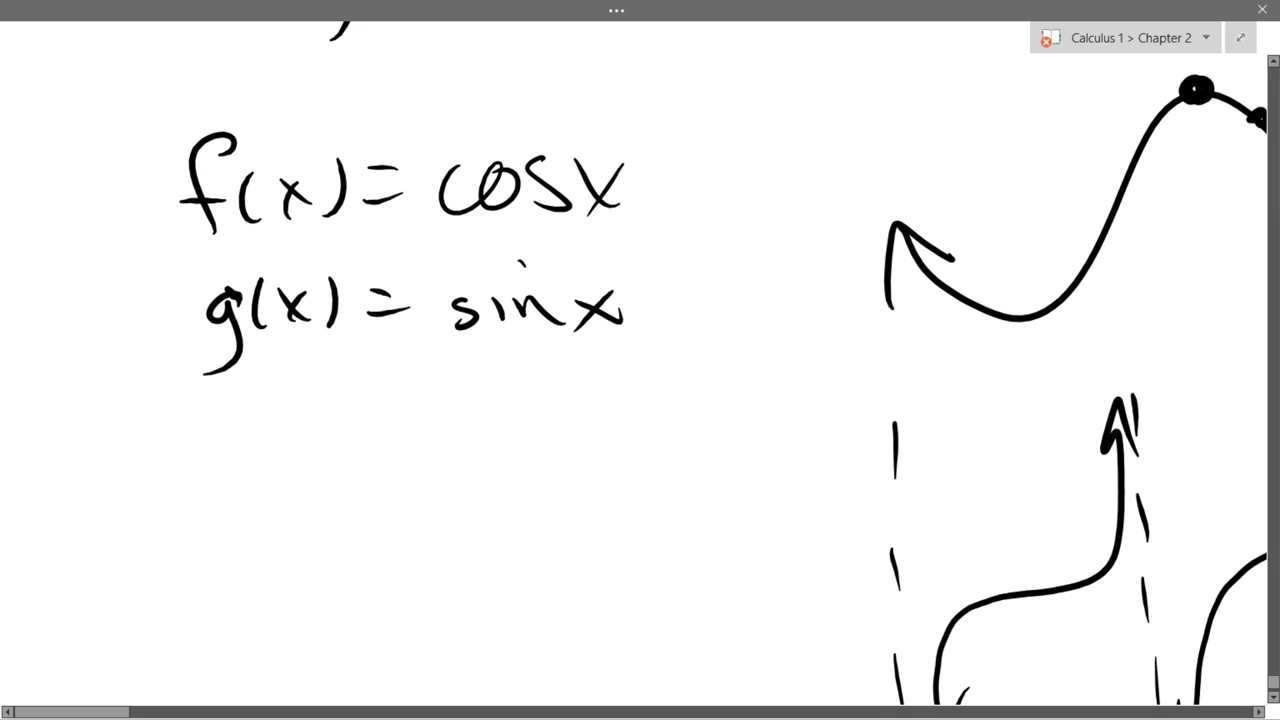 ...
Calculus 1 > Chapter 2
f(x) = cosx
g(x) = sinx